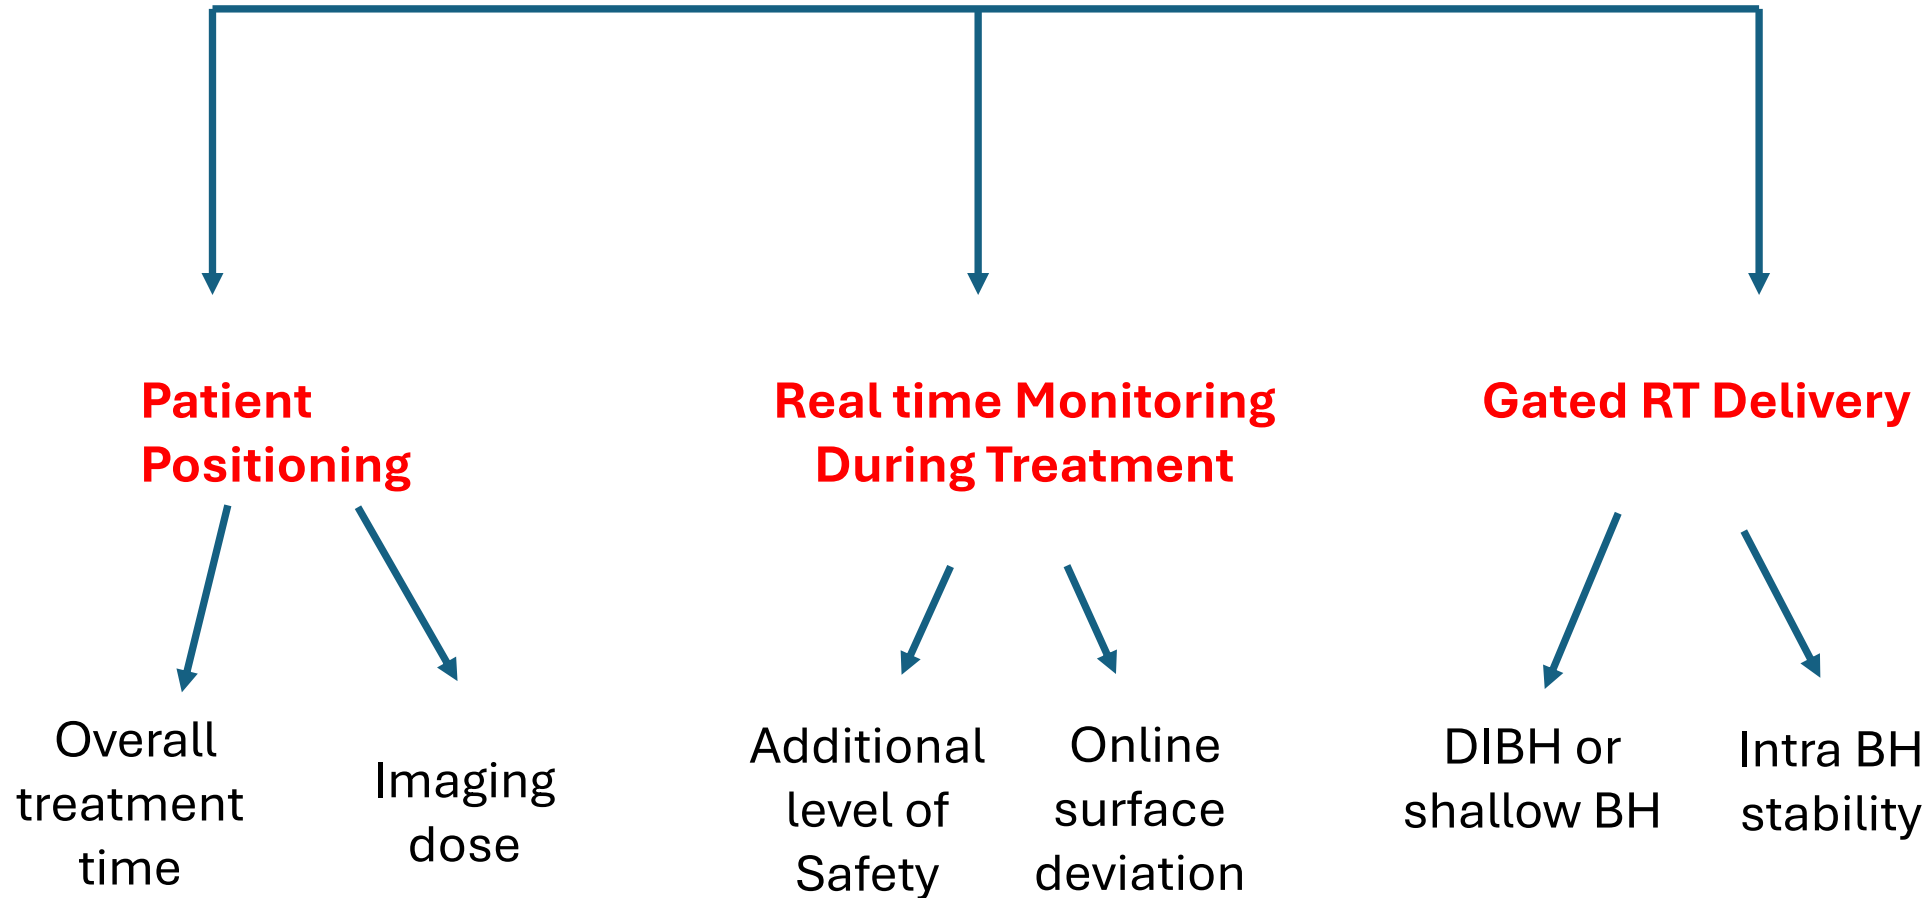 Patient
Positioning
Real time Monitoring
During Treatment
Gated RT Delivery
Overall
treatment
time
Imaging
dose
Additional
level of
Safety
Online
surface
deviation
DIBH or
shallow BH
Intra BH
stability